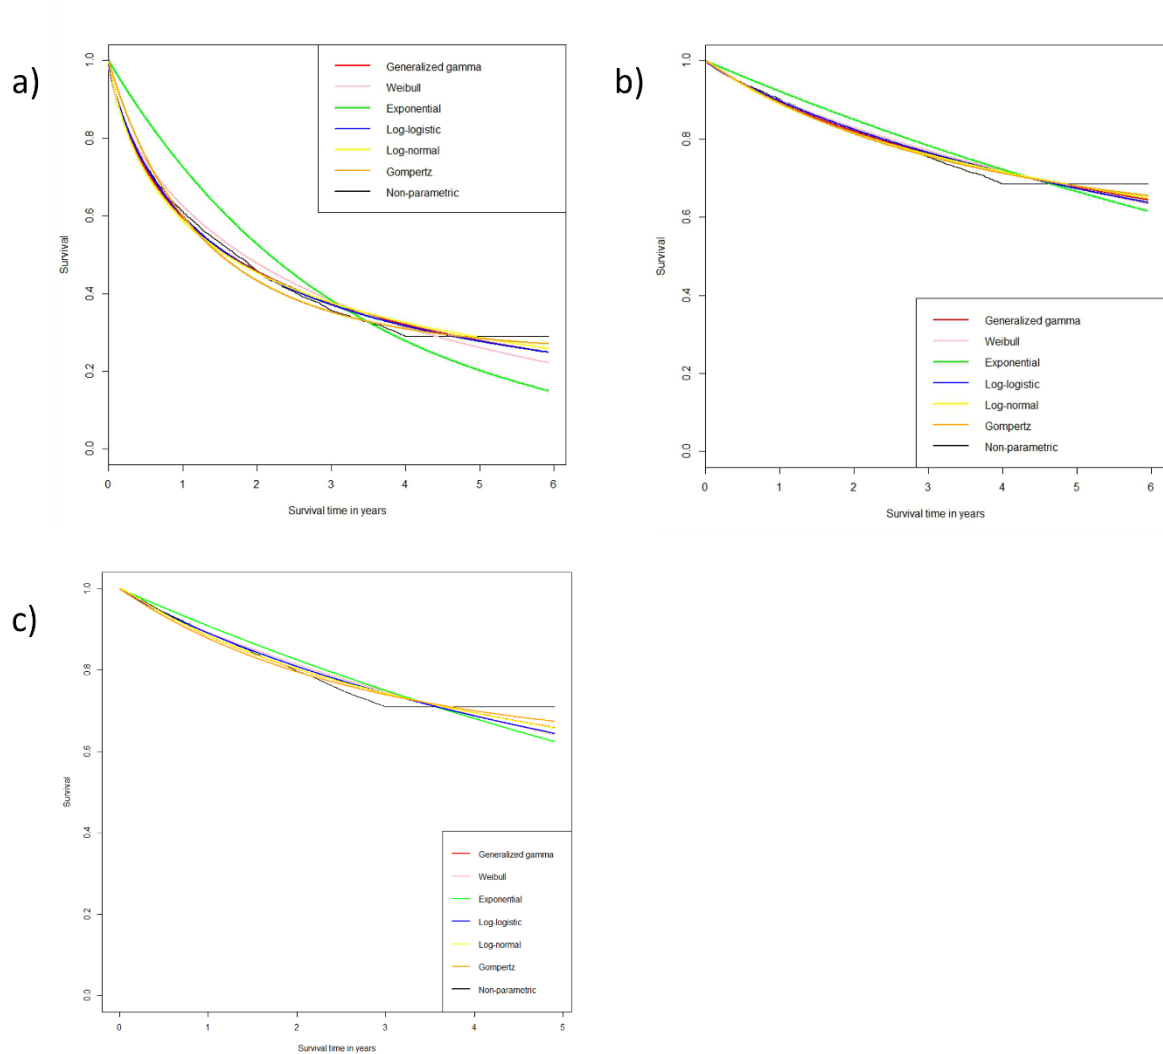 a)
Survival
1.0
0.8
0.6
0.4
0.2
0.0
Generalized gamma
Weibull
Exponential
Log-logistic
Log-normal
Gompertz
Non-parametric
0 1 2 3 4 5 6
Survival time in years
b)
Survival
1.0
0.8
0.6
0.4
0.2
0.0
Generalized gamma
Weibull
Exponential
Log-logistic
Log-normal
Gompertz
Non-parametric
0 1 2 3 4 5 6
Survival time in years
c)
Survival
1.0
0.8
0.6
0.4
0.2
0.0
Generalized gamma
Weibull
Exponential
Log-logistic
Log-normal
Gompertz
Non-parametric
0 1 2 3 4 5
Survival time in years